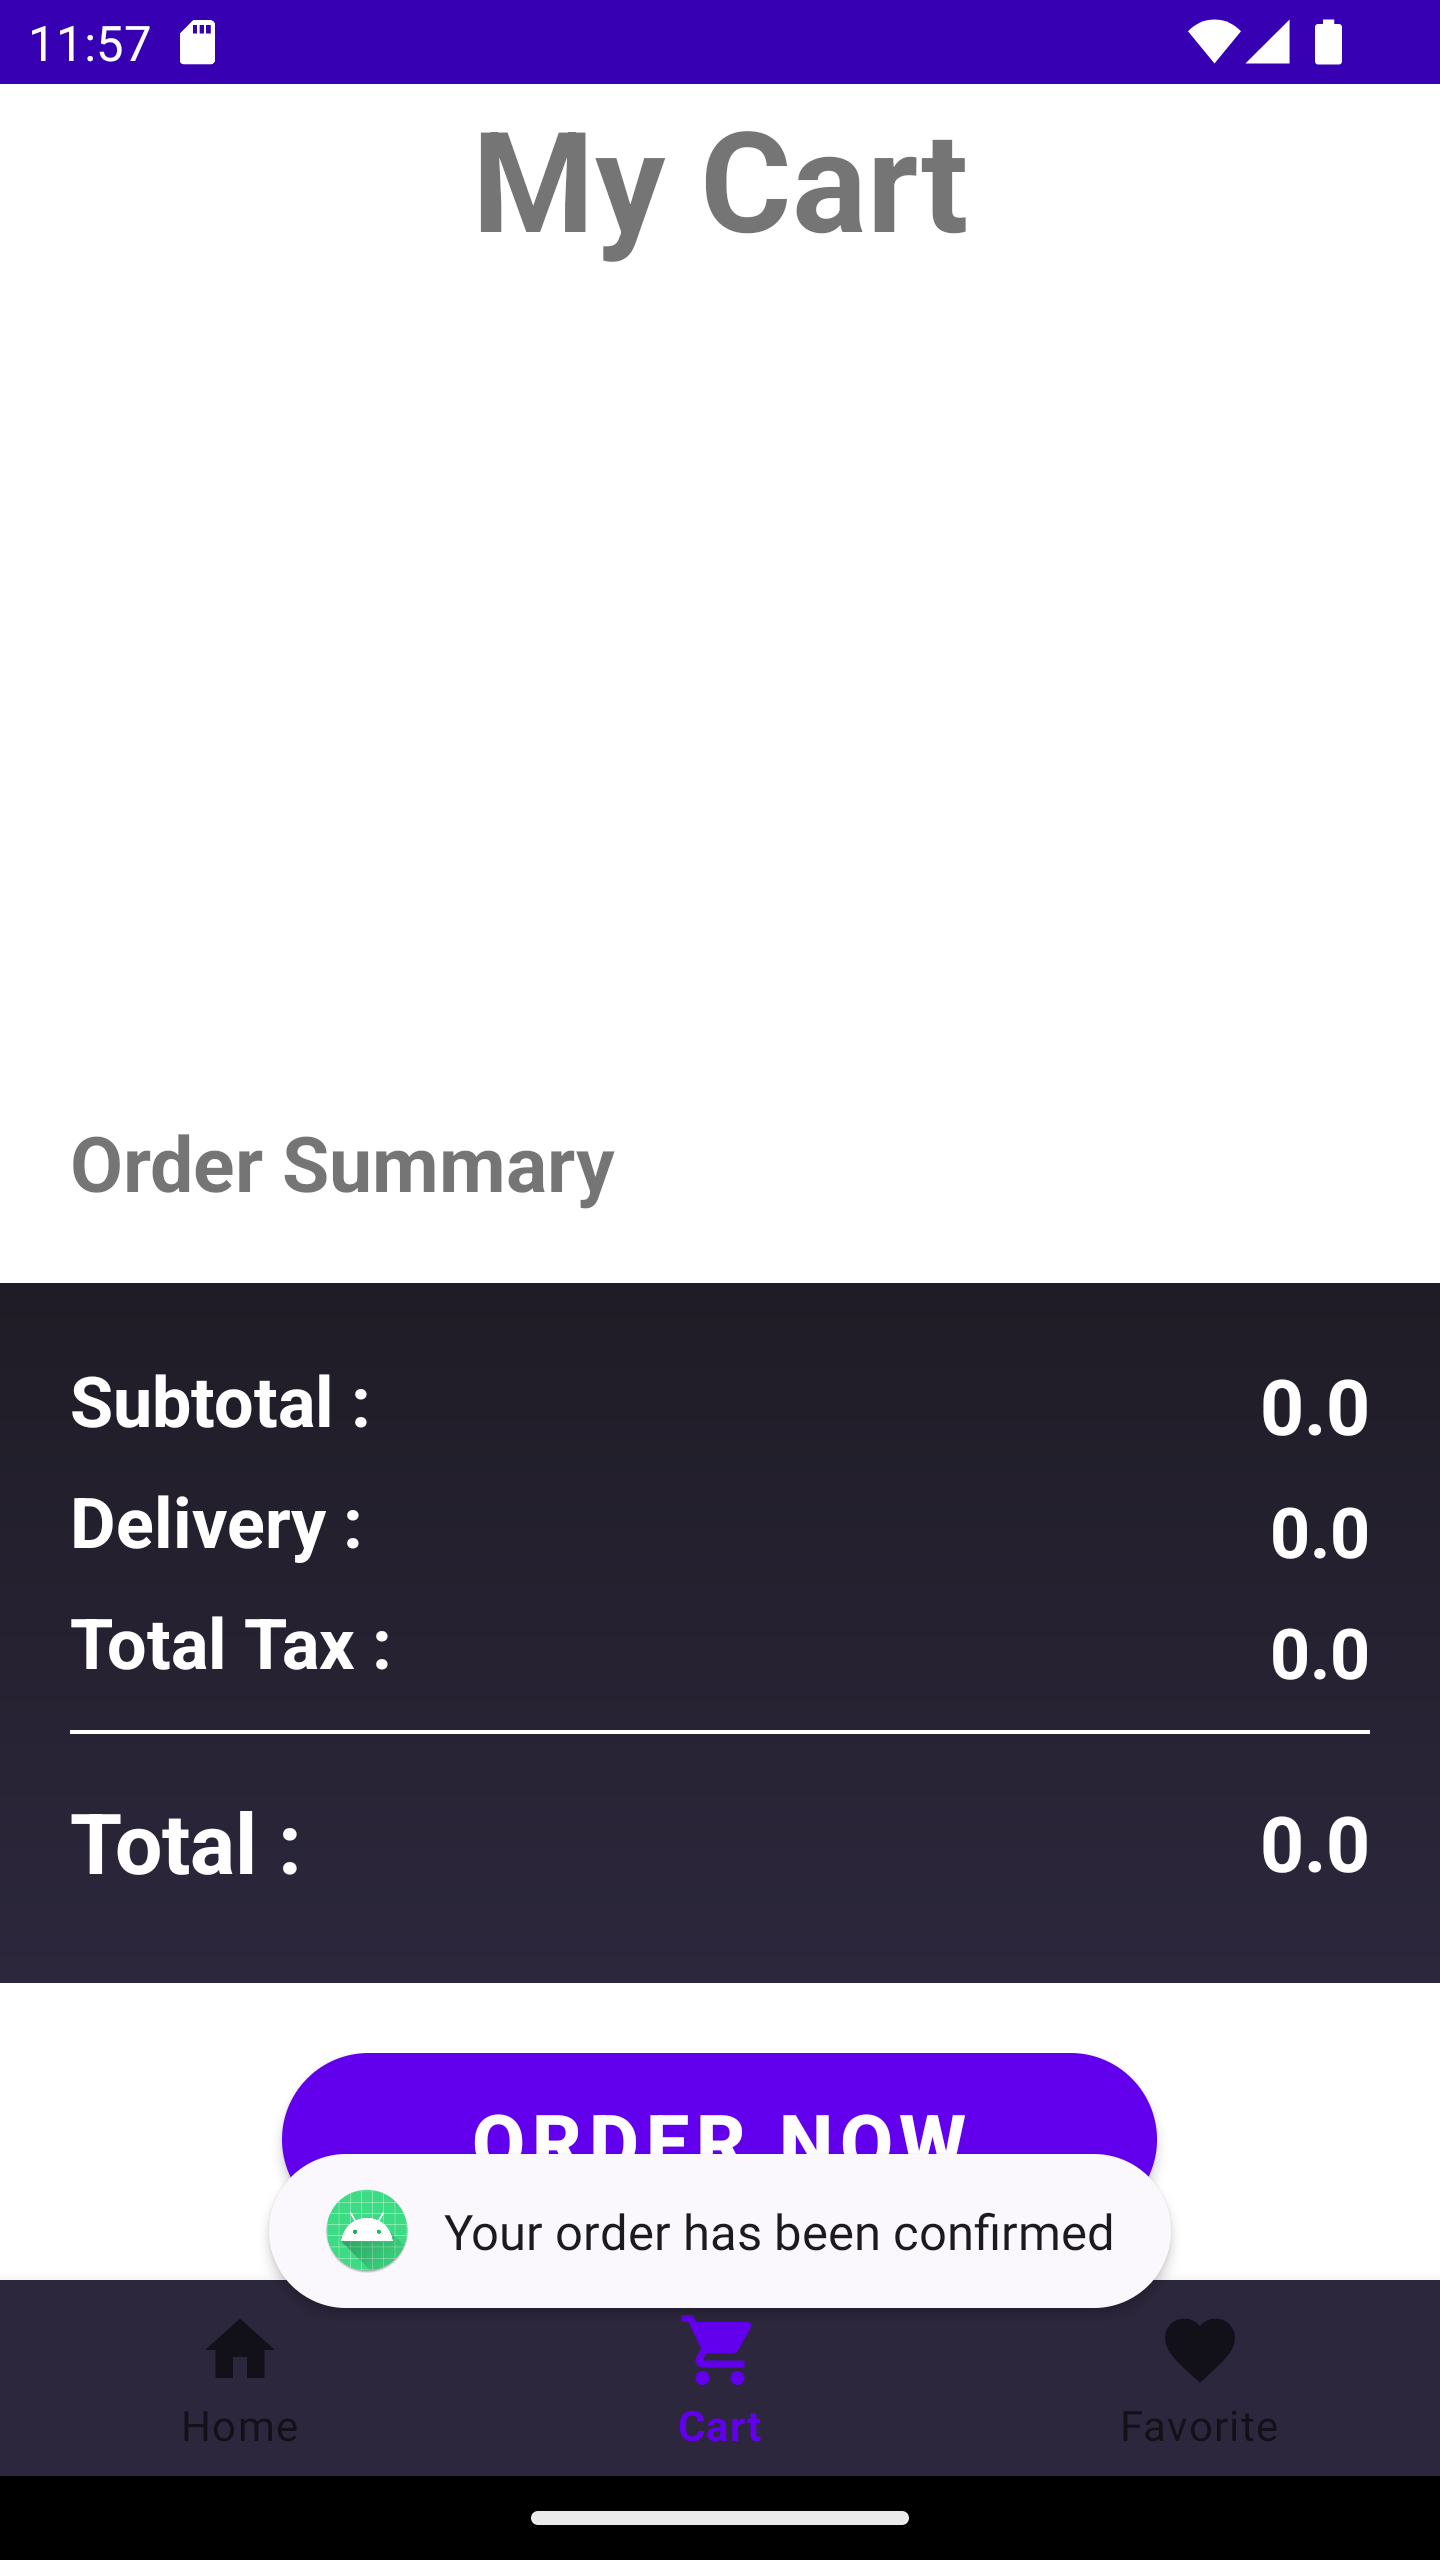 11:57
My Cart
Order Summary
Subtotal : 0.0
Delivery : 0.0
Total Tax : 0.0
Total : 0.0
ORDER NOW
Your order has been confirmed
Home Cart Favorite